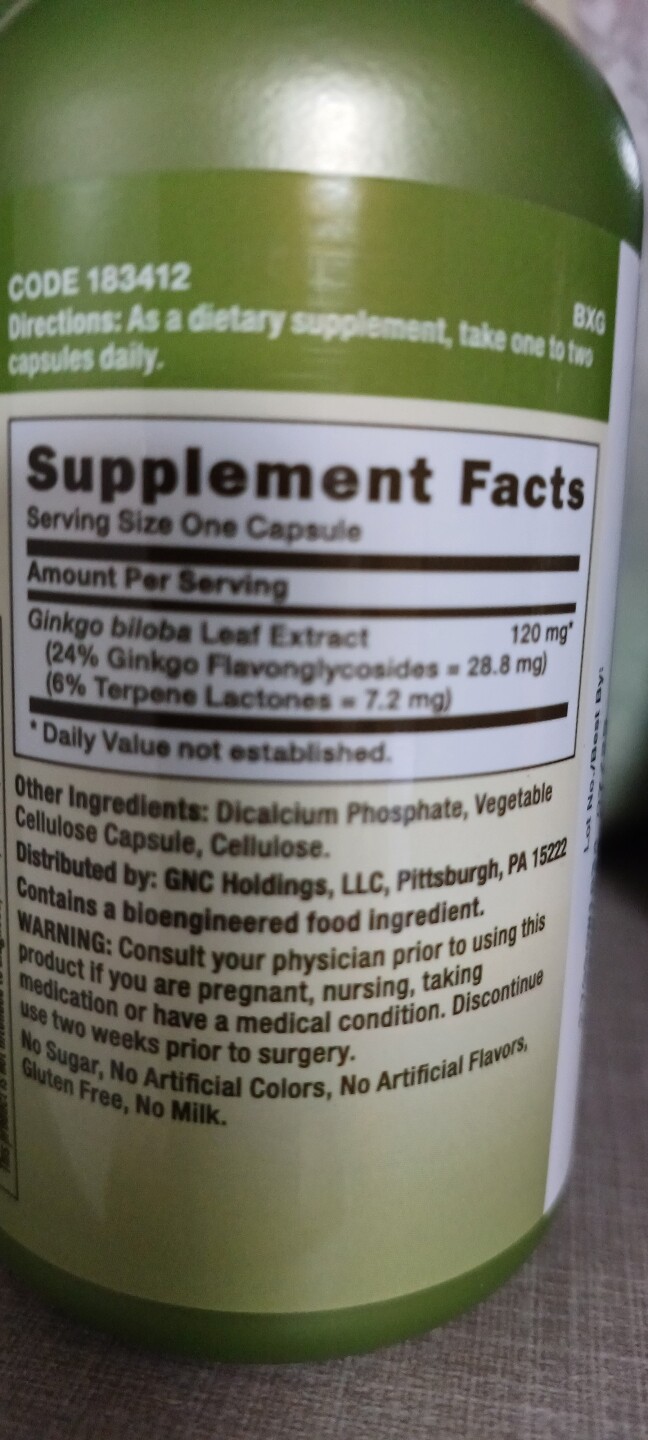 CODE 183412
BXG
Directions: As a dietary supplement, take one to two
capsules daily.
Supplement Facts
Serving Size One Capsule
Amount Per Serving
Ginkgo biloba Leaf Extract 120 mg*
(24% Ginkgo Flavonglycosides = 28.8 mg)
(6% Terpene Lactones = 7.2 mg)
* Daily Value not established.
Other Ingredients: Dicalcium Phosphate, Vegetable
Cellulose Capsule, Cellulose.
Distributed by: GNC Holdings, LLC, Pittsburgh, PA 15222
Contains a bioengineered food ingredient.
WARNING: Consult your physician prior to using this
product if you are pregnant, nursing, taking
medication or have a medical condition. Discontinue
use two weeks prior to surgery.
No Sugar, No Artificial Colors, No Artificial Flavors,
Gluten Free, No Milk.
Lot No./Best By: